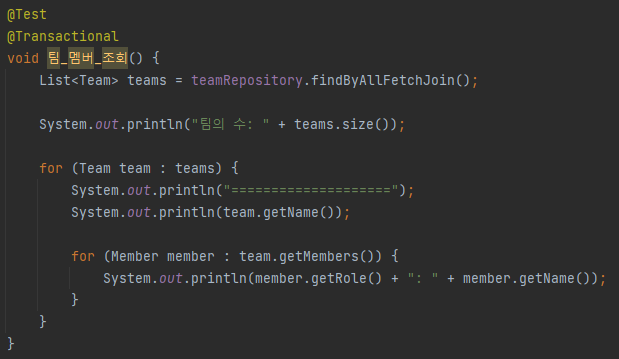 @Test
@Transactional
void 팀_멤버_조회() {
    List<Team> teams = teamRepository.findByAllFetchJoin();
    System.out.println("팀의 수: " + teams.size());
    for (Team team : teams) {
        System.out.println("====================");
        System.out.println(team.getName());
        for (Member member : team.getMembers()) {
            System.out.println(member.getRole() + ": " + member.getName());
        }
    }
}